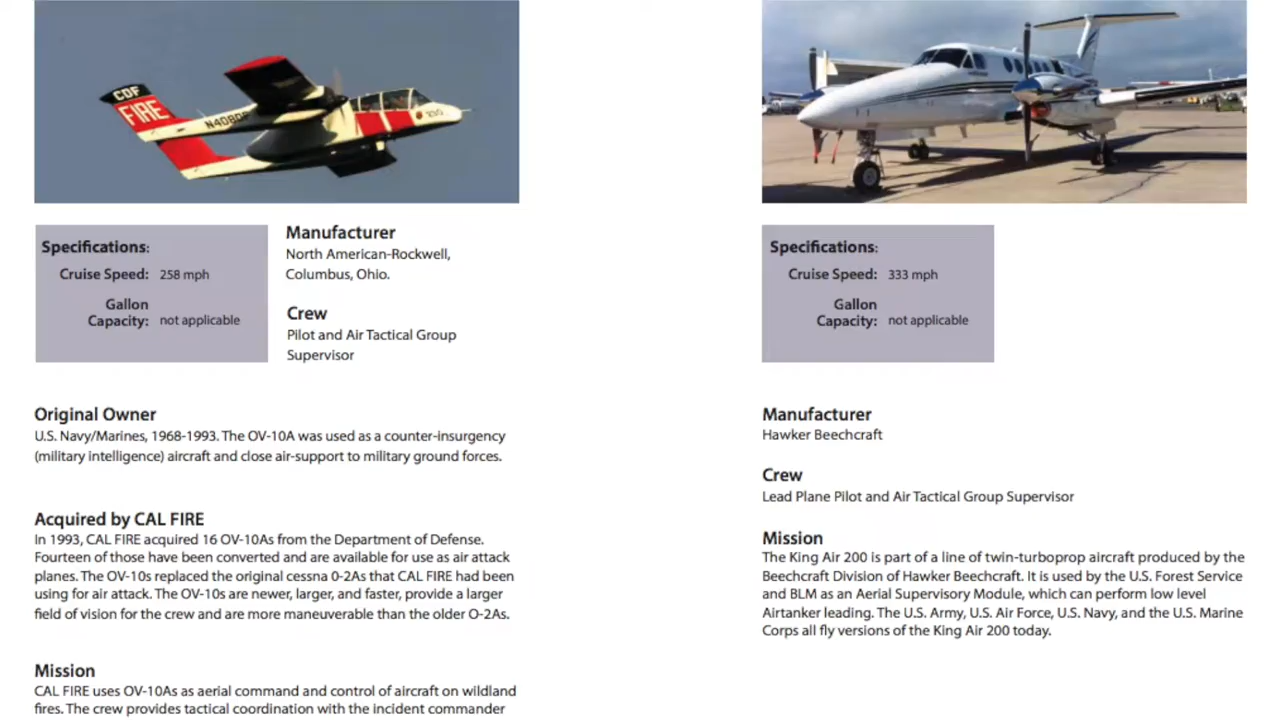 CDF
FIRE
Specifications:
Cruise Speed: 258 mph
Gallon
Capacity: not applicable
Manufacturer
North American-Rockwell,
Columbus, Ohio.
Crew
Pilot and Air Tactical Group
Supervisor
Original Owner
U.S. Navy/Marines, 1968-1993. The OV-10A was used as a counter-insurgency
(military intelligence) aircraft and close air-support to military ground forces.
Acquired by CAL FIRE
In 1993, CAL FIRE acquired 16 OV-10As from the Department of Defense.
Fourteen of those have been converted and are available for use as air attack
planes. The OV-10s replaced the original cessna 0-2As that CAL FIRE had been
using for air attack. The OV-10s are newer, larger, and faster, provide a larger
field of vision for the crew and are more maneuverable than the older O-2As.
Mission
CAL FIRE uses OV-10As as aerial command and control of aircraft on wildland
fires. The crew provides tactical coordination with the incident commander
Specifications:
Cruise Speed: 333 mph
Gallon
Capacity: not applicable
Manufacturer
Hawker Beechcraft
Crew
Lead Plane Pilot and Air Tactical Group Supervisor
Mission
The King Air 200 is part of a line of twin-turboprop aircraft produced by the
Beechcraft Division of Hawker Beechcraft. It is used by the U.S. Forest Service
and BLM as an Aerial Supervisory Module, which can perform low level
Airtanker leading. The U.S. Army, U.S. Air Force, U.S. Navy, and the U.S. Marine
Corps all fly versions of the King Air 200 today.